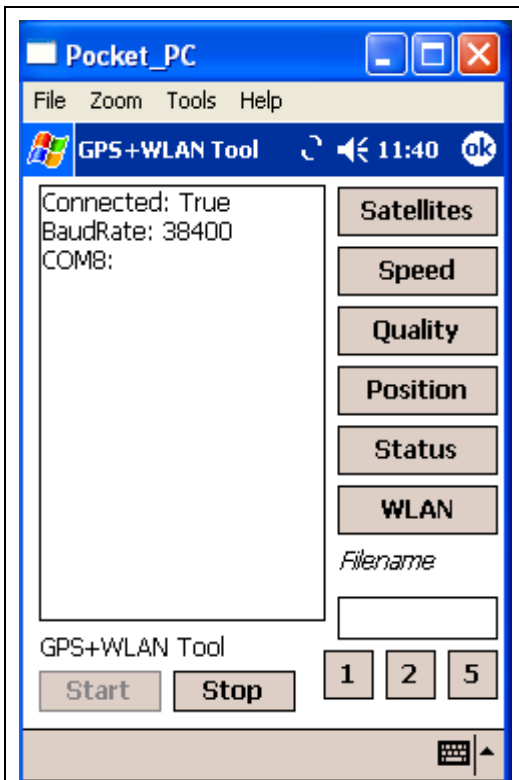 Pocket_PC
File Zoom Tools Help
GPS+WLAN Tool 11:40 ok
Connected: True
BaudRate: 38400
COM8:
Satellites
Speed
Quality
Position
Status
WLAN
Filename
GPS+WLAN Tool
Start Stop
1 2 5